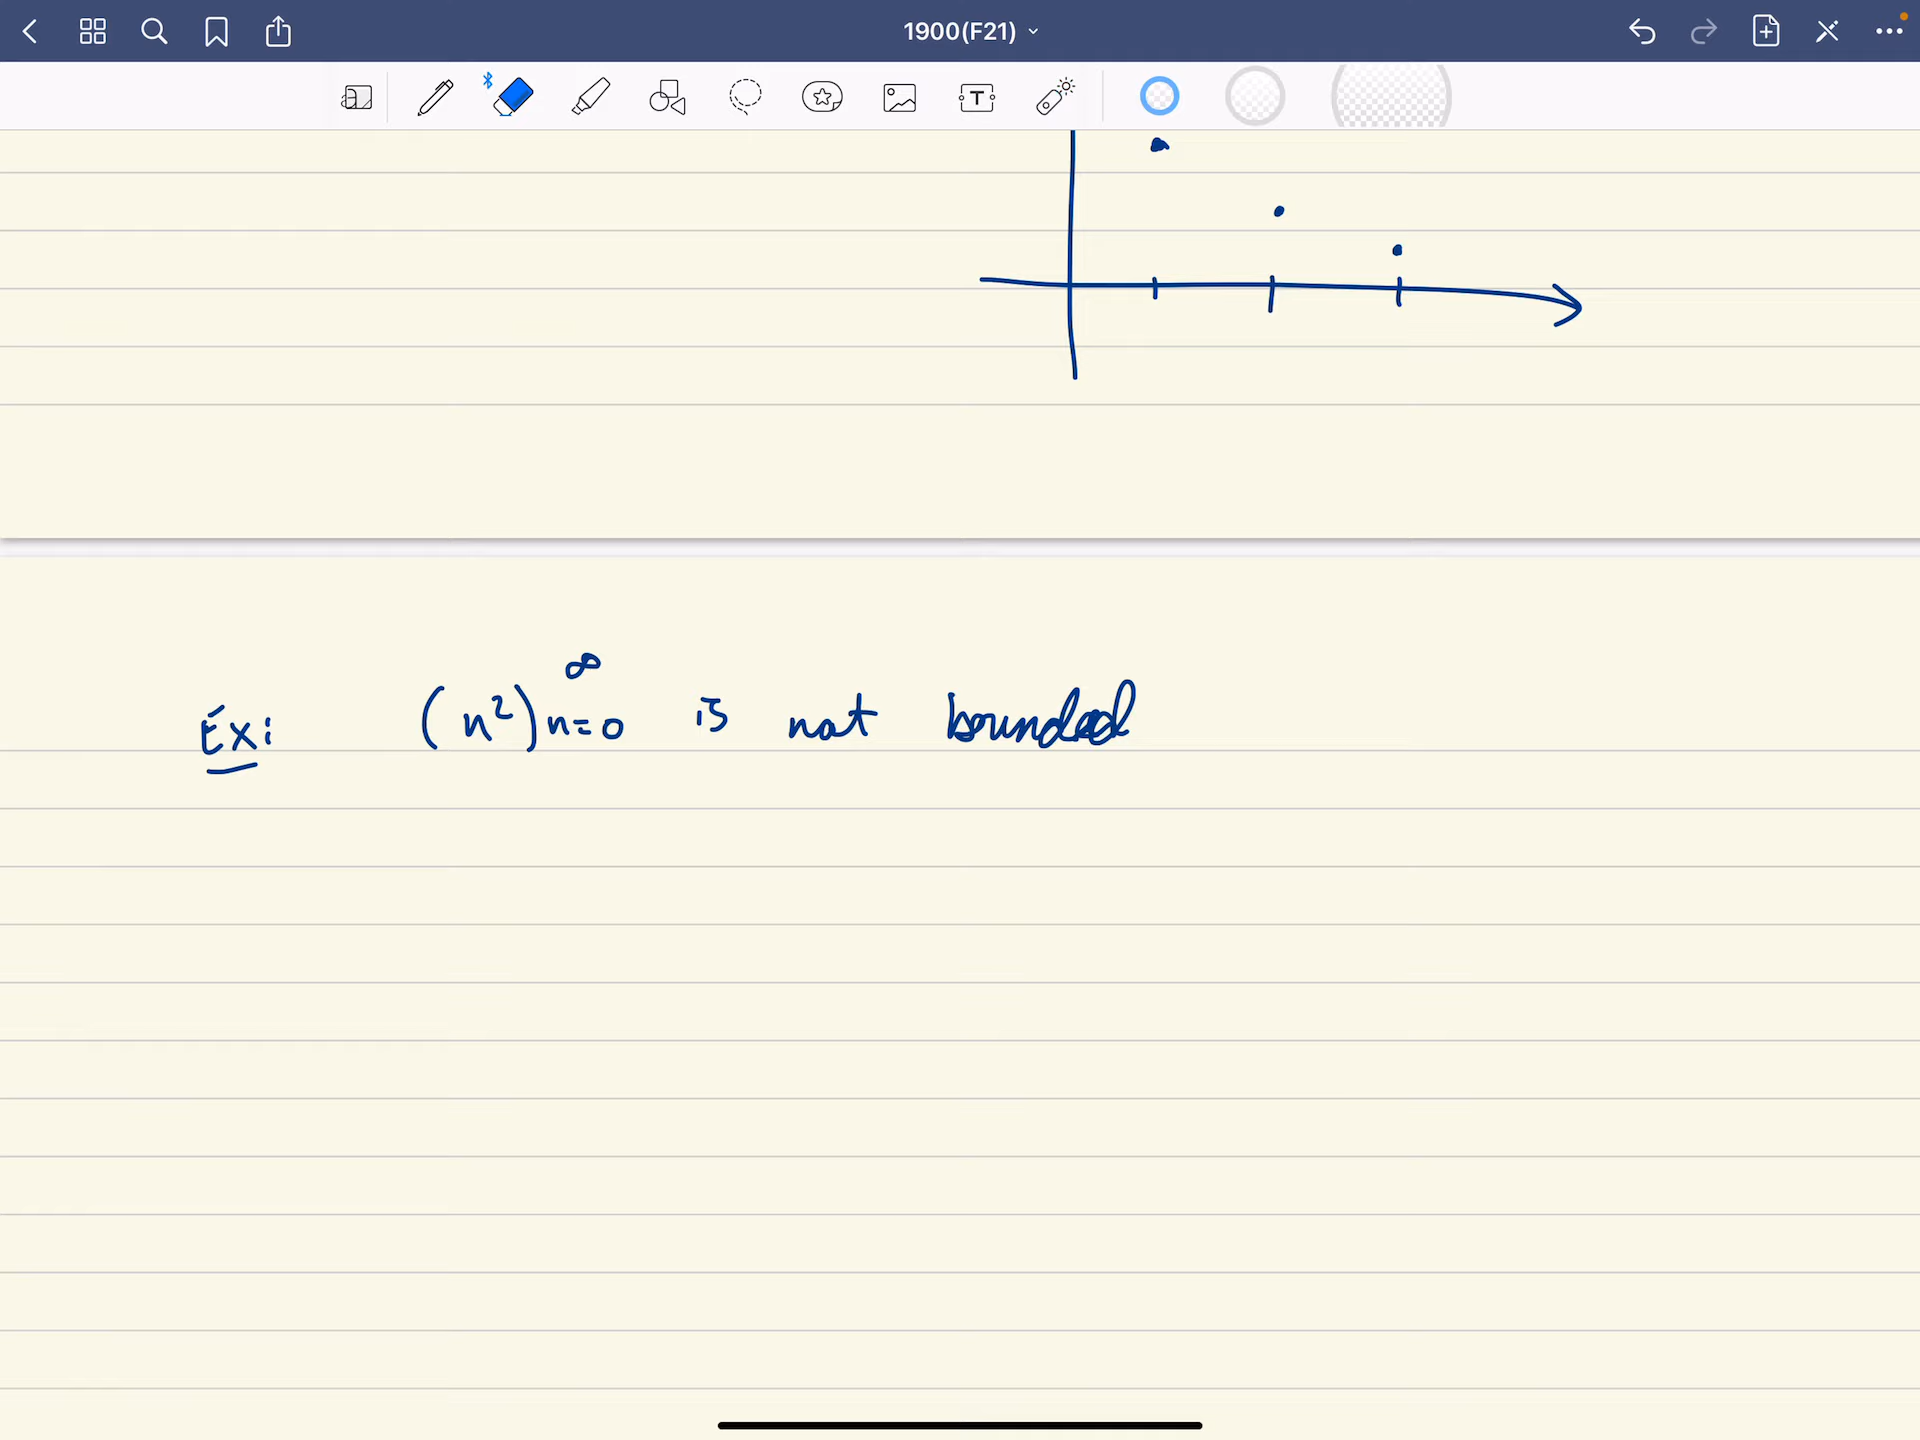 1900(F21)
Ex: (n²)ₙ₌₀^∞ is not bounded